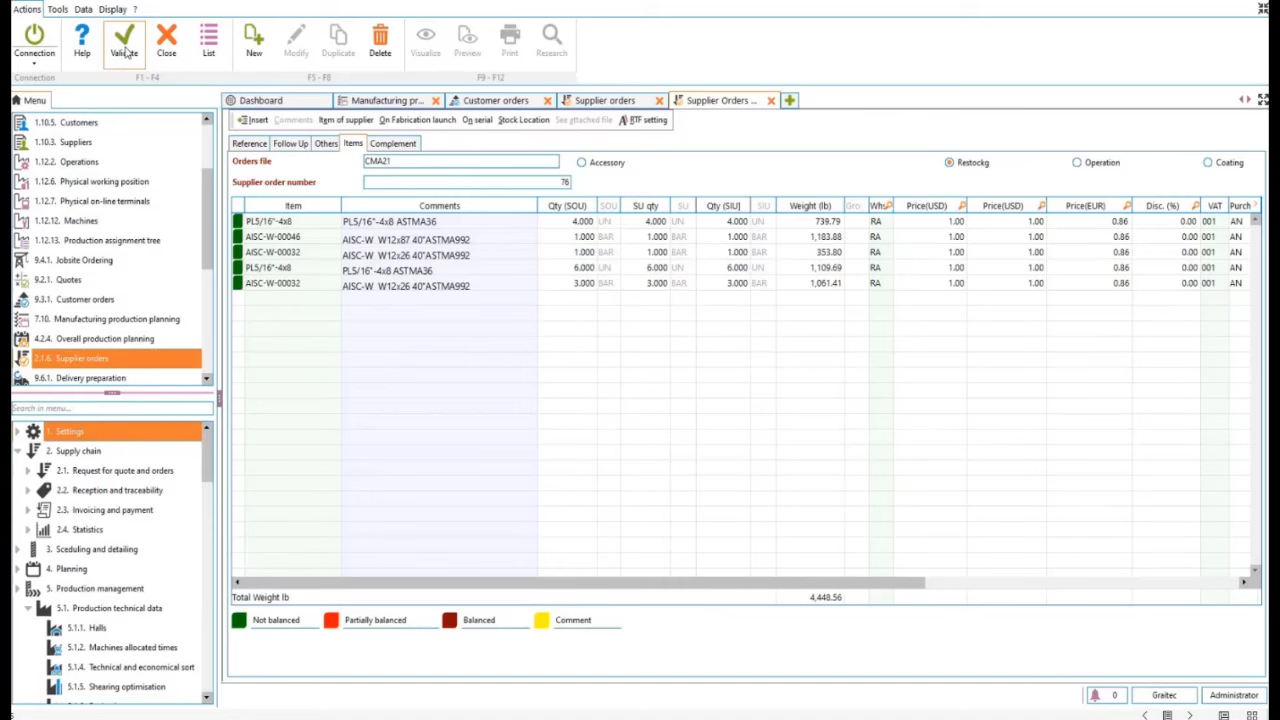 Actions Tools Data Display ?
Connection Help Validate Close List New Modify Duplicate Delete Visualize Preview Print Research
Connection F1 - F4 F5 - F8 F9 - F12
Menu
1.10.5. Customers
1.10.3. Suppliers
1.12.2. Operations
1.12.6. Physical working position
1.12.7. Physical on-line terminals
1.12.12. Machines
1.12.13. Production assignment tree
9.4.1. Jobsite Ordering
9.2.1. Quotes
9.3.1. Customer orders
7.10. Manufacturing production planning
4.2.4. Overall production planning
2.1.6. Supplier orders
9.6.1. Delivery preparation
Search in menu...
1. Settings
2. Supply chain
2.1. Request for quote and orders
2.2. Reception and traceability
2.3. Invoicing and payment
2.4. Statistics
3. Sceduling and detailing
4. Planning
5. Production management
5.1. Production technical data
5.1.1. Halls
5.1.2. Machines allocated times
5.1.4. Technical and economical sort
5.1.5. Shearing optimisation
Dashboard Manufacturing pr... Customer orders Supplier orders Supplier Orders ...
Insert Comments Item of supplier On Fabrication launch On serial Stock Location See attached file RTF setting
Reference Follow Up Others Items Complement
Orders file CMA21 Accessory Restockg Operation Coating
Supplier order number 76
Item Comments Qty (SOU) SOU SU qty SU Qty (SIU) SIU Weight (lb) Gro Whs Price(USD) Price(USD) Price(EUR) Disc. (%) VAT Purch
PL5/16"-4x8 PL5/16"-4x8 ASTMA36 4.000 UN 4.000 UN 4.000 UN 739.79 RA 1.00 1.00 0.86 0.00 001 AN
AISC-W-00046 AISC-W W12x87 40"ASTMA992 1.000 BAR 1.000 BAR 1.000 BAR 1,183.88 RA 1.00 1.00 0.86 0.00 001 AN
AISC-W-00032 AISC-W W12x26 40"ASTMA992 1.000 BAR 1.000 BAR 1.000 BAR 353.80 RA 1.00 1.00 0.86 0.00 001 AN
PL5/16"-4x8 PL5/16"-4x8 ASTMA36 6.000 UN 6.000 UN 6.000 UN 1,109.69 RA 1.00 1.00 0.86 0.00 001 AN
AISC-W-00032 AISC-W W12x26 40"ASTMA992 3.000 BAR 3.000 BAR 3.000 BAR 1,061.41 RA 1.00 1.00 0.86 0.00 001 AN
Total Weight lb 4,448.56
Not balanced Partially balanced Balanced Comment
0 Graitec Administrator